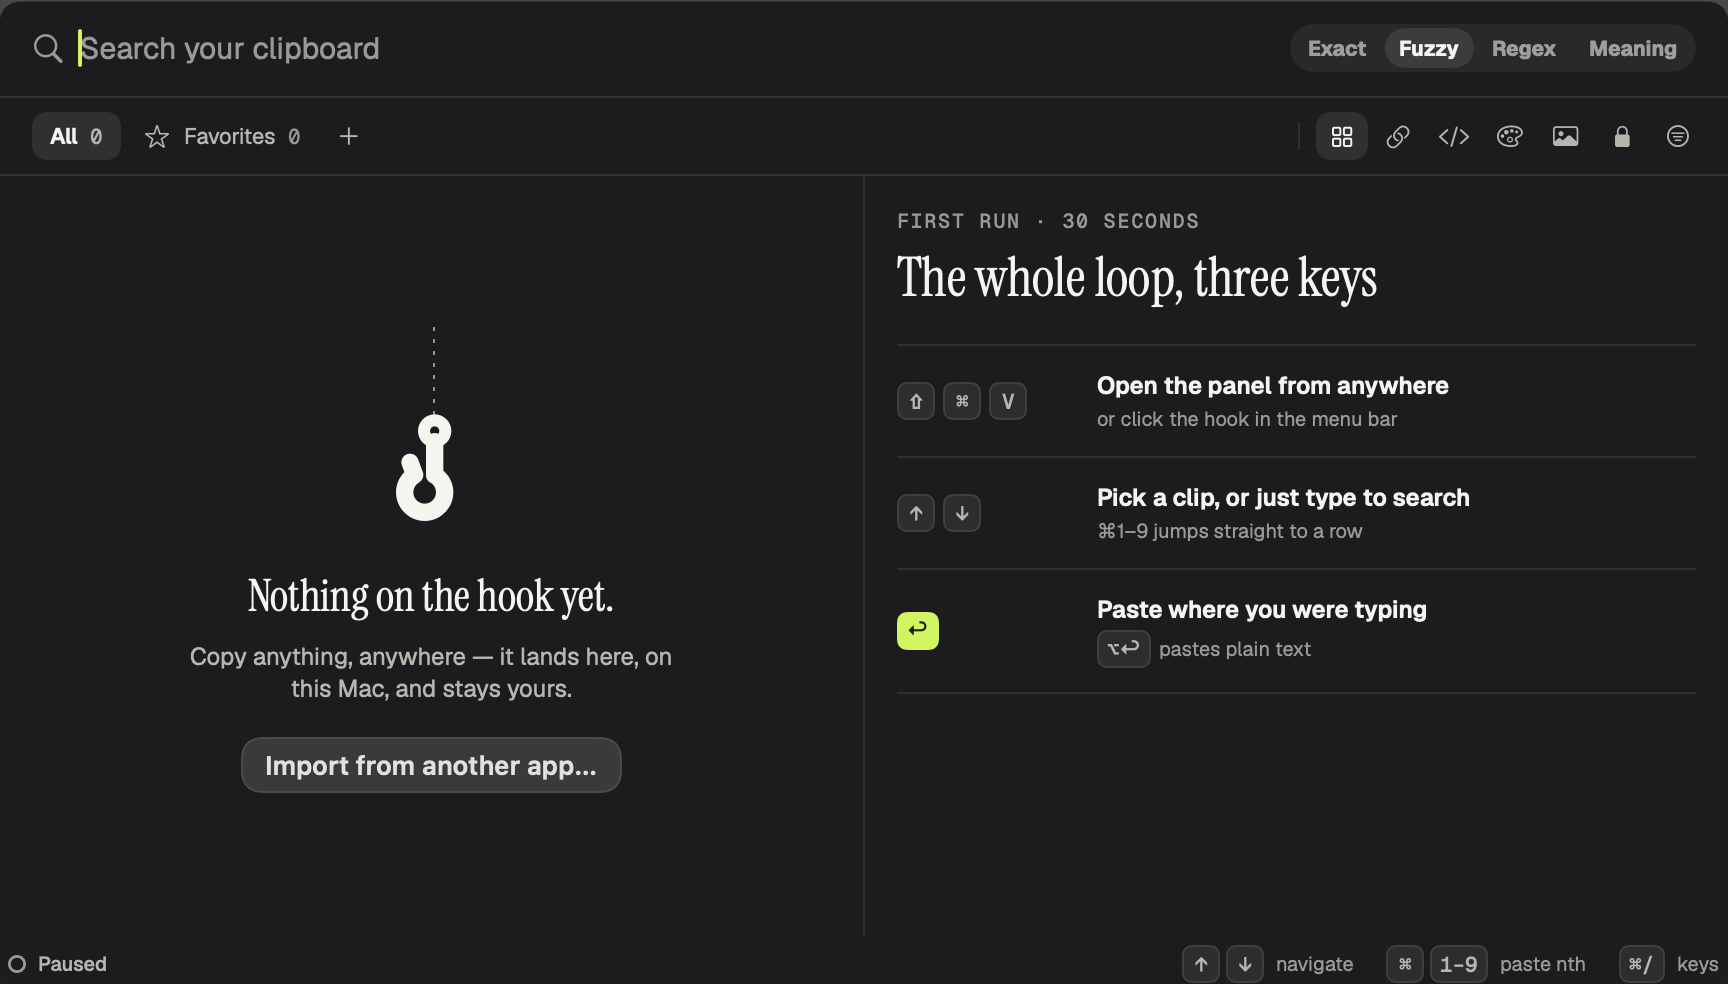 Search your clipboard
Exact Fuzzy Regex Meaning
All 0 Favorites 0 +
Nothing on the hook yet.
Copy anything, anywhere — it lands here, on
this Mac, and stays yours.
Import from another app...
FIRST RUN · 30 SECONDS
The whole loop, three keys
⇧ ⌘ V
Open the panel from anywhere
or click the hook in the menu bar
↑ ↓
Pick a clip, or just type to search
⌘1–9 jumps straight to a row
↩
Paste where you were typing
⌥↩ pastes plain text
Paused
↑ ↓ navigate ⌘ 1–9 paste nth ⌘/ keys